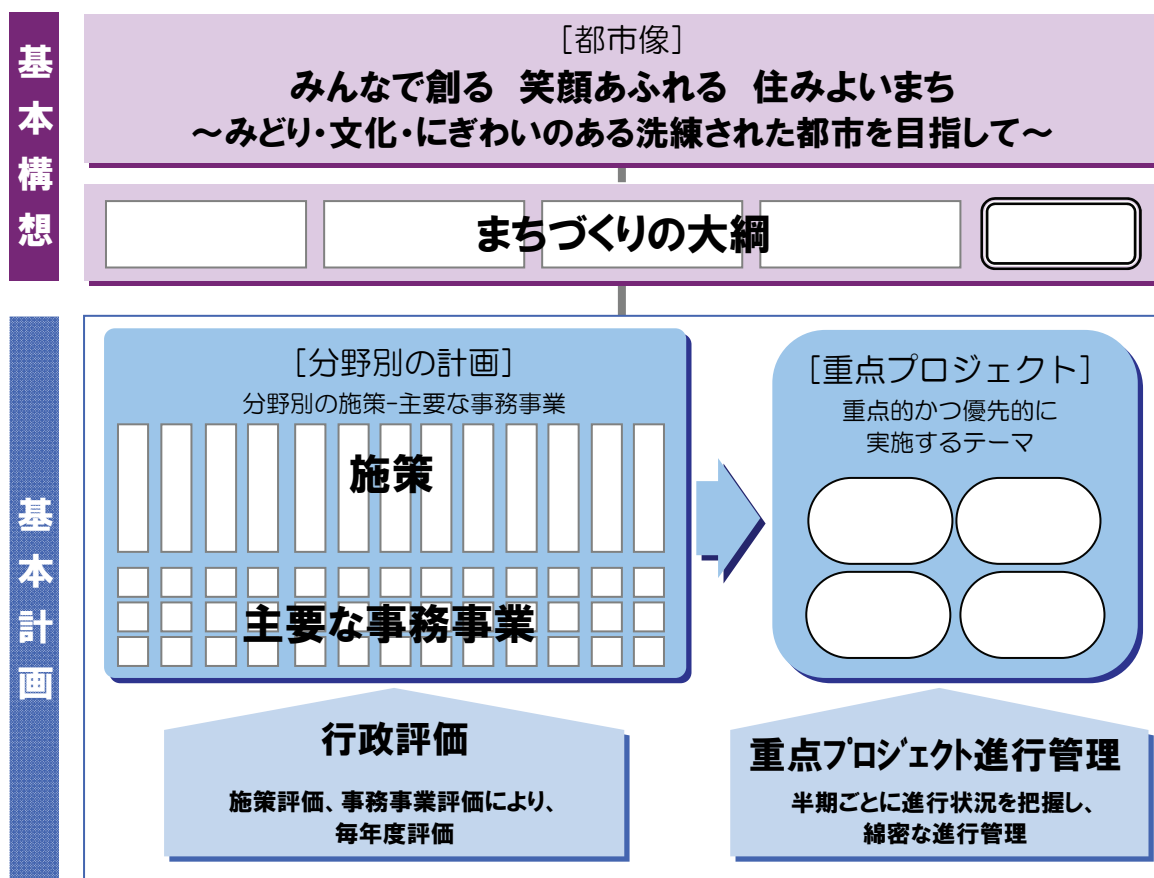 基本構想
[都市像]
みんなで創る 笑顔あふれる 住みよいまち
～みどり・文化・にぎわいのある洗練された都市を目指して～
まちづくりの大綱
基本計画
[分野別の計画]
分野別の施策-主要な事務事業
施策
主要な事務事業
[重点プロジェクト]
重点的かつ優先的に
実施するテーマ
行政評価
施策評価、事務事業評価により、
毎年度評価
重点プロジェクト進行管理
半期ごとに進行状況を把握し、
綿密な進行管理